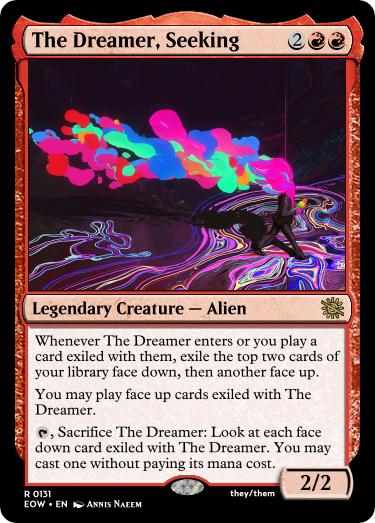 The Dreamer, Seeking 2
Legendary Creature — Alien
Whenever The Dreamer enters or you play a
card exiled with them, exile the top two cards of
your library face down, then another face up.
You may play face up cards exiled with The
Dreamer.
, Sacrifice The Dreamer: Look at each face
down card exiled with The Dreamer. You may
cast one without paying its mana cost.
2/2
R 0131
EOW • EN Annis Naeem
they/them